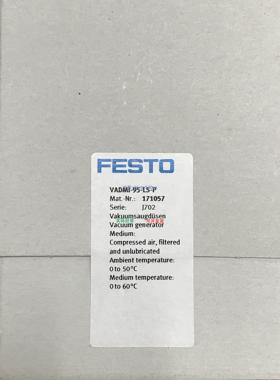 FESTO
VADMI-95-LS-P
Mat.-Nr.: 171057
Serie: J702
Vakuumsaugdüsen
Vacuum generator
Medium:
Compressed air, filtered
and unlubricated
Ambient temperature:
0 to 50°C
Medium temperature:
0 to 60°C